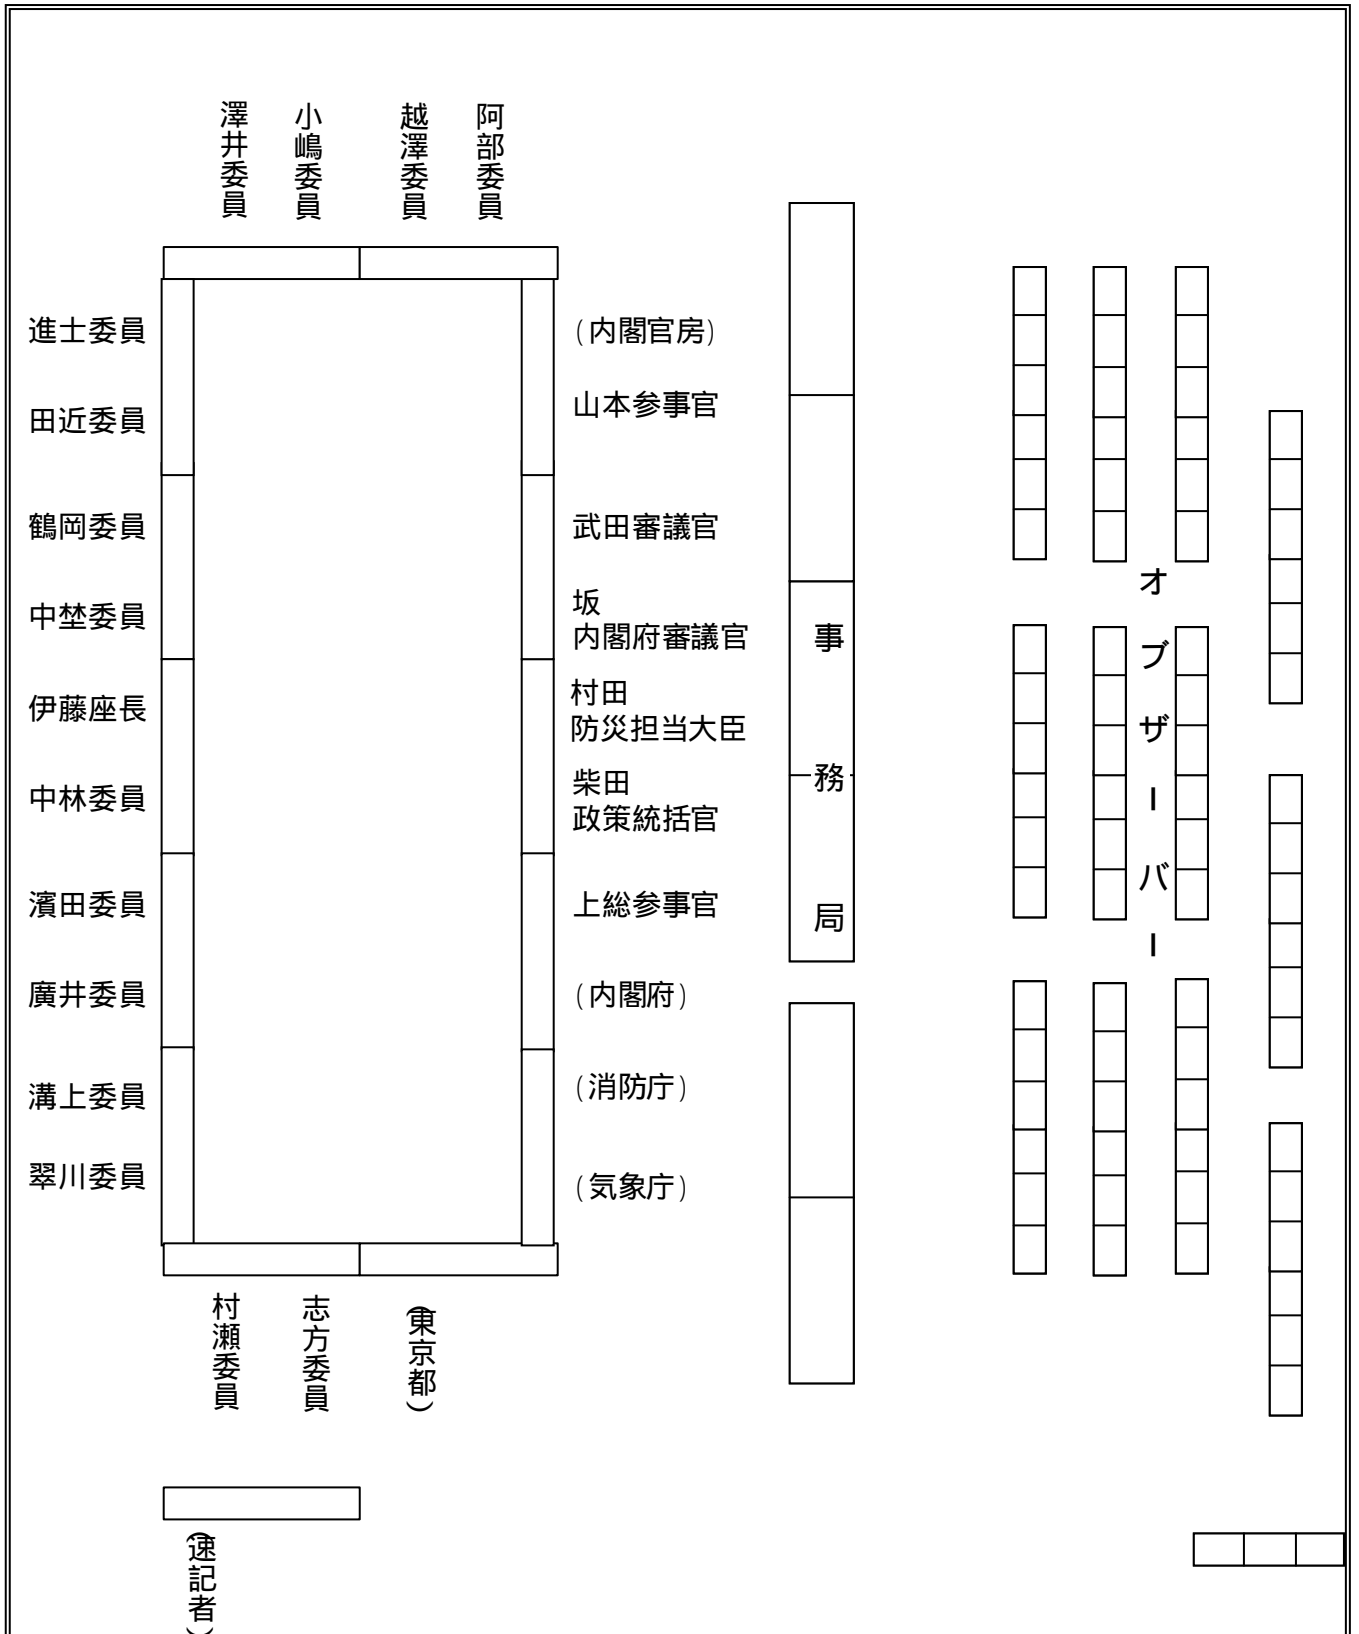 澤井委員
小嶋委員
越澤委員
阿部委員
進士委員
田近委員
鶴岡委員
中埜委員
伊藤座長
中林委員
濱田委員
廣井委員
溝上委員
翠川委員
（内閣官房）
山本参事官
武田審議官
坂
内閣府審議官
村田
防災担当大臣
柴田
政策統括官
上総参事官
（内閣府）
（消防庁）
（気象庁）
村瀬委員
志方委員
（東京都）
（速記者）
事務局
オブザーバー